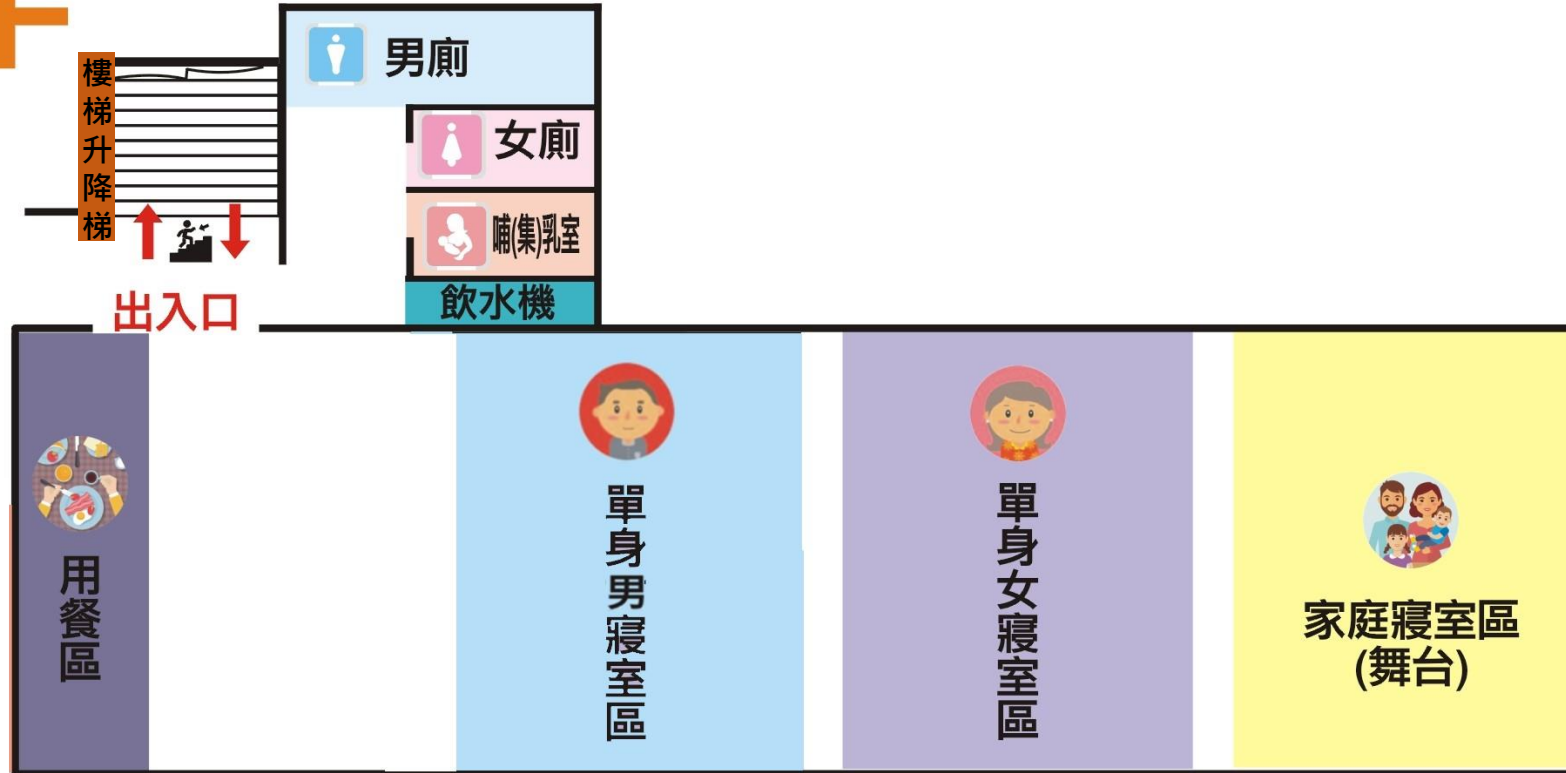 樓梯升降梯
男廁
女廁
哺(集)乳室
飲水機
出入口
用餐區
單身男寢室區
單身女寢室區
家庭寢室區
(舞台)